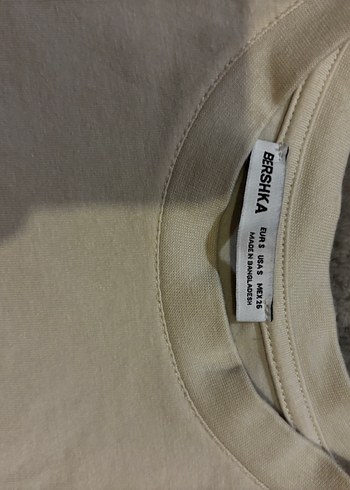 BERSHKA
EUR S USA S MEX 26
MADE IN BANGLADESH